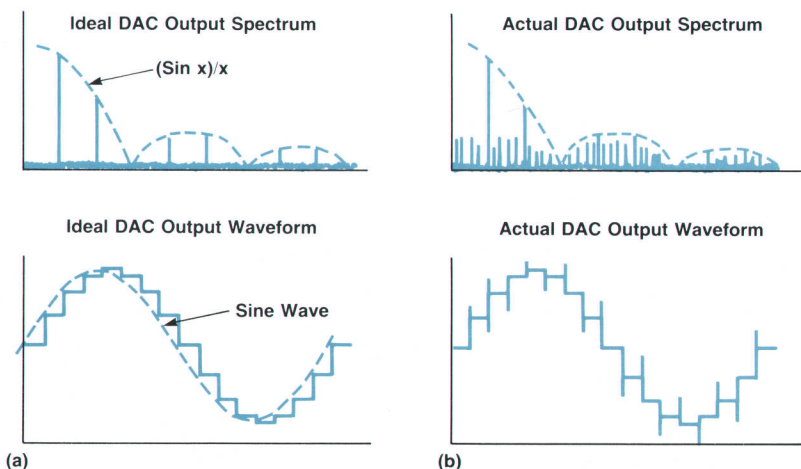 Ideal DAC Output Spectrum
(Sin x)/x
Actual DAC Output Spectrum
Ideal DAC Output Waveform
Sine Wave
(a)
Actual DAC Output Waveform
(b)